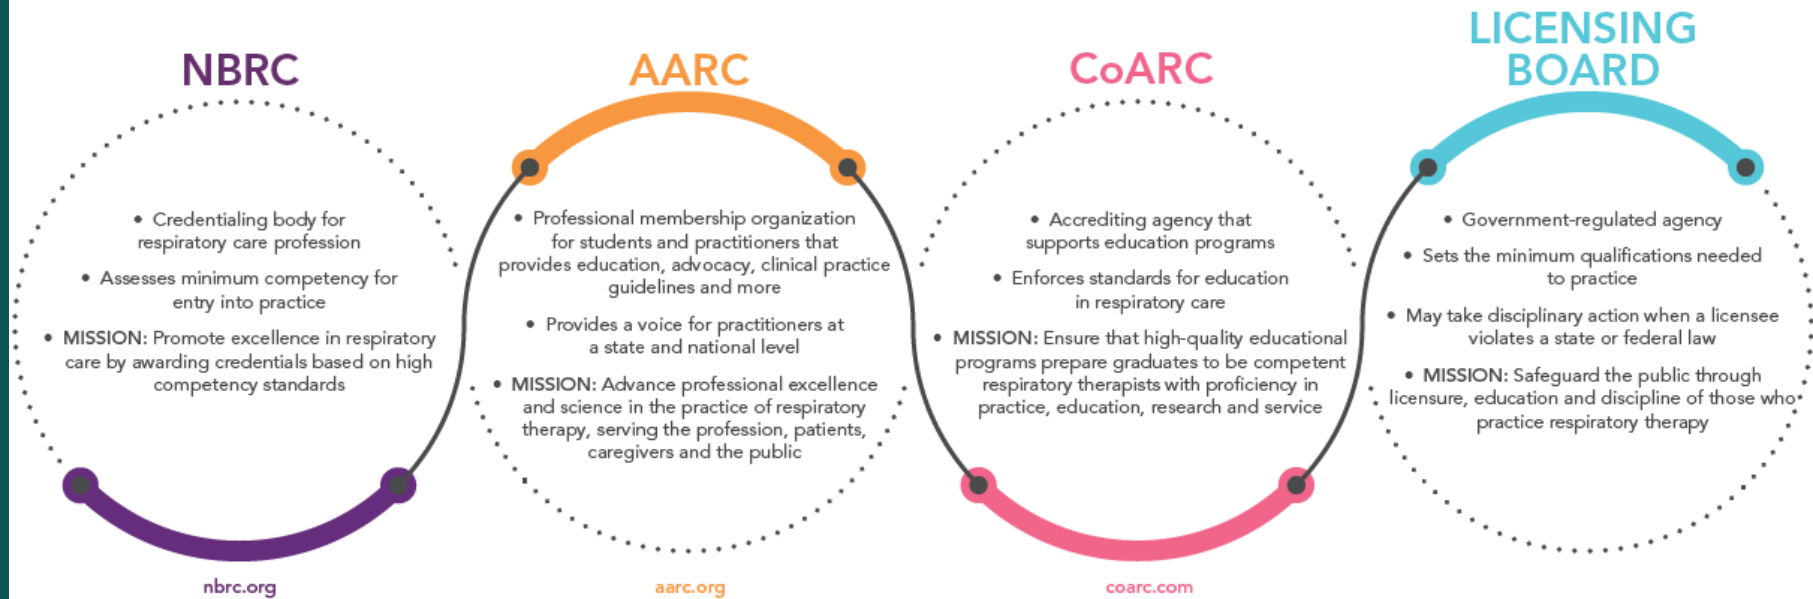 NBRC
• Credentialing body for
respiratory care profession
• Assesses minimum competency for
entry into practice
• MISSION: Promote excellence in respiratory
care by awarding credentials based on high
competency standards
nbrc.org
AARC
• Professional membership organization
for students and practitioners that
provides education, advocacy, clinical practice
guidelines and more
• Provides a voice for practitioners at
a state and national level
• MISSION: Advance professional excellence
and science in the practice of respiratory
therapy, serving the profession, patients,
caregivers and the public
aarc.org
CoARC
• Accrediting agency that
supports education programs
• Enforces standards for education
in respiratory care
• MISSION: Ensure that high-quality educational
programs prepare graduates to be competent
respiratory therapists with proficiency in
practice, education, research and service
coarc.com
LICENSING
BOARD
• Government-regulated agency
• Sets the minimum qualifications needed
to practice
• May take disciplinary action when a licensee
violates a state or federal law
• MISSION: Safeguard the public through
licensure, education and discipline of those who
practice respiratory therapy